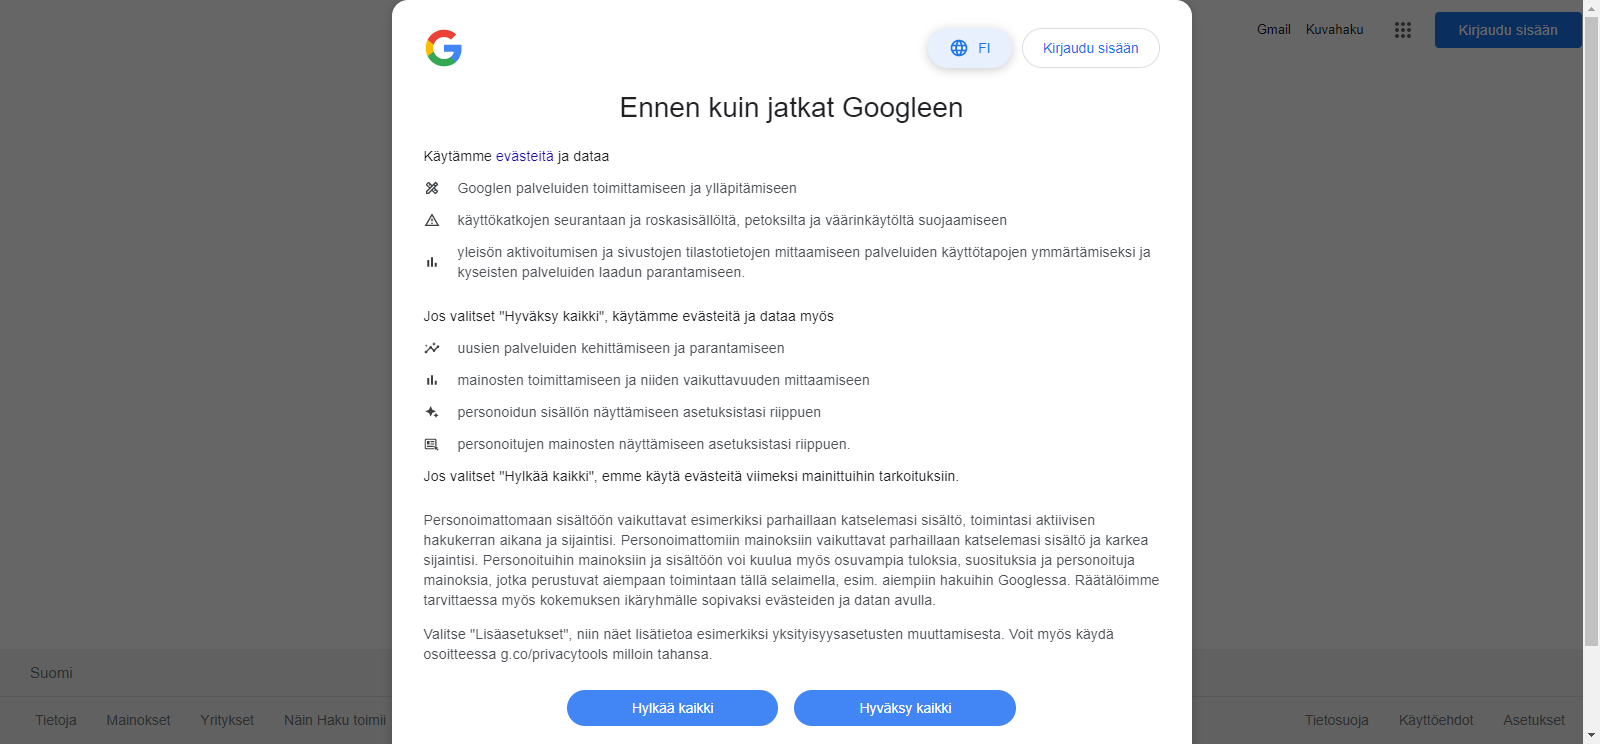 Gmail Kuvahaku Kirjaudu sisään
FI Kirjaudu sisään
Ennen kuin jatkat Googleen
Käytämme evästeitä ja dataa
Googlen palveluiden toimittamiseen ja ylläpitämiseen
käyttökatkojen seurantaan ja roskasisällöltä, petoksilta ja väärinkäytöltä suojaamiseen
yleisön aktivoitumisen ja sivustojen tilastotietojen mittaamiseen palveluiden käyttötapojen ymmärtämiseksi ja
kyseisten palveluiden laadun parantamiseen.
Jos valitset "Hyväksy kaikki", käytämme evästeitä ja dataa myös
uusien palveluiden kehittämiseen ja parantamiseen
mainosten toimittamiseen ja niiden vaikuttavuuden mittaamiseen
personoidun sisällön näyttämiseen asetuksistasi riippuen
personoitujen mainosten näyttämiseen asetuksistasi riippuen.
Jos valitset "Hylkää kaikki", emme käytä evästeitä viimeksi mainittuihin tarkoituksiin.
Personoimattomaan sisältöön vaikuttavat esimerkiksi parhaillaan katselemasi sisältö, toimintasi aktiivisen
hakukerran aikana ja sijaintisi. Personoimattomiin mainoksiin vaikuttavat parhaillaan katselemasi sisältö ja karkea
sijaintisi. Personoituihin mainoksiin ja sisältöön voi kuulua myös osuvampia tuloksia, suosituksia ja personoituja
mainoksia, jotka perustuvat aiempaan toimintaan tällä selaimella, esim. aiempiin hakuihin Googlessa. Räätälöimme
tarvittaessa myös kokemuksen ikäryhmälle sopivaksi evästeiden ja datan avulla.
Valitse "Lisäasetukset", niin näet lisätietoa esimerkiksi yksityisyysasetusten muuttamisesta. Voit myös käydä
osoitteessa g.co/privacytools milloin tahansa.
Hylkää kaikki Hyväksy kaikki
Suomi
Tietoja Mainokset Yritykset Näin Haku toimii Tietosuoja Käyttöehdot Asetukset